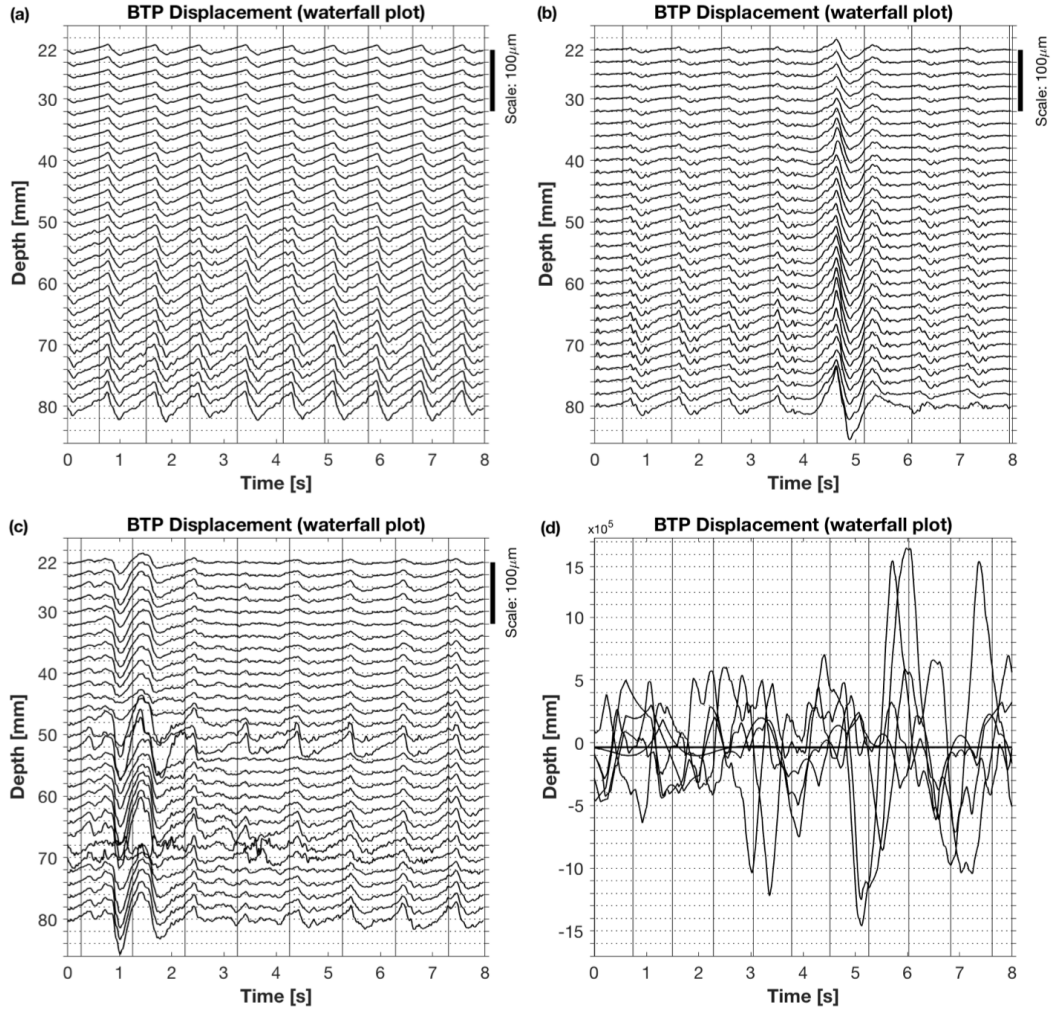 (a)
BTP Displacement (waterfall plot)
22
30
40
50
60
70
80
Depth [mm]
Scale: 100μm
0 1 2 3 4 5 6 7 8
Time [s]
(b)
BTP Displacement (waterfall plot)
22
30
40
50
60
70
80
Depth [mm]
Scale: 100μm
0 1 2 3 4 5 6 7 8
Time [s]
(c)
BTP Displacement (waterfall plot)
22
30
40
50
60
70
80
Depth [mm]
Scale: 100μm
0 1 2 3 4 5 6 7 8
Time [s]
(d)
BTP Displacement (waterfall plot)
x10⁵
15
10
5
0
-5
-10
-15
Depth [mm]
0 1 2 3 4 5 6 7 8
Time [s]